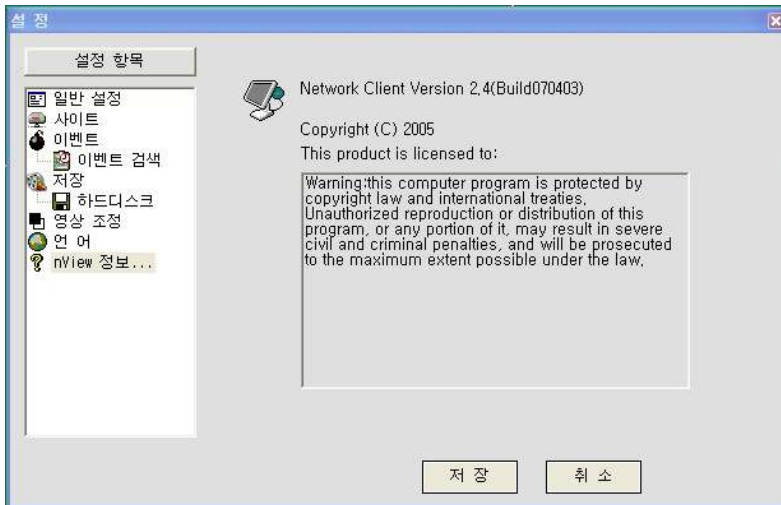 설 정
설정 항목
일반 설정
사이트
이벤트
이벤트 검색
저장
하드디스크
영상 조정
언 어
nView 정보...
Network Client Version 2.4(Build070403)
Copyright (C) 2005
This product is licensed to:
Warning:this computer program is protected by
copyright law and international treaties.
Unauthorized reproduction or distribution of this
program, or any portion of it, may result in severe
civil and criminal penalties, and will be prosecuted
to the maximum extent possible under the law.
저 장
취 소